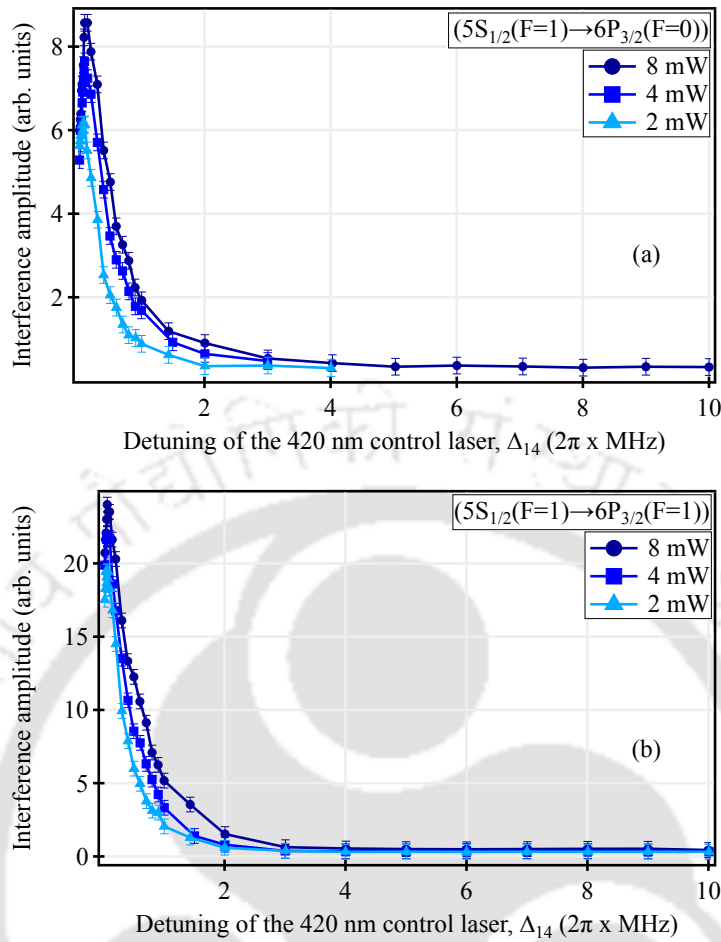 (5S1/2(F=1)→6P3/2(F=0))
8 mW
4 mW
2 mW
8
6
4
2
Interference amplitude (arb. units)
(a)
2
4
6
8
10
Detuning of the 420 nm control laser, Δ14 (2π x MHz)
(5S1/2(F=1)→6P3/2(F=1))
8 mW
4 mW
2 mW
20
15
10
5
0
Interference amplitude (arb. units)
(b)
2
4
6
8
10
Detuning of the 420 nm control laser, Δ14 (2π x MHz)